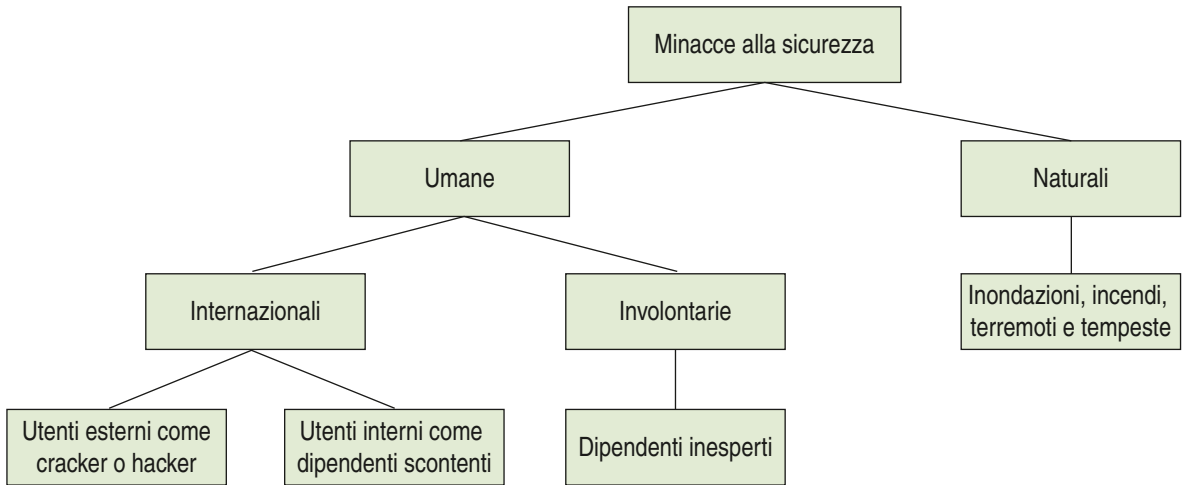 Minacce alla sicurezza
Umane
Naturali
Internazionali
Involontarie
Inondazioni, incendi,
terremoti e tempeste
Utenti esterni come
cracker o hacker
Utenti interni come
dipendenti scontenti
Dipendenti inesperti